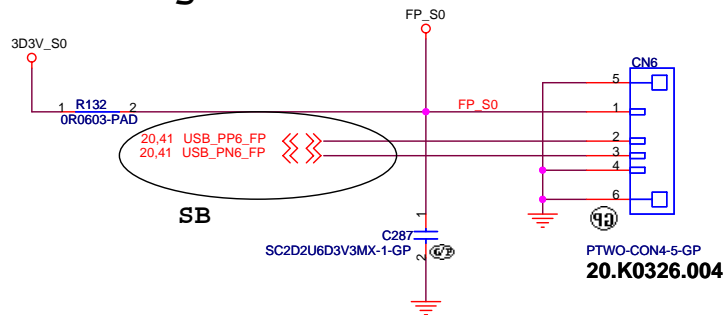 g
FP_S0
3D3V_S0
CN6
5
1 R132 2
FP_S0
1
0R0603-PAD
20,41 USB_PP6_FP
2
20,41 USB_PN6_FP
3
4
6
SB
1
C287
SC2D2U6D3V3MX-1-GP
2
GP
GP
PTWO-CON4-5-GP
20.K0326.004